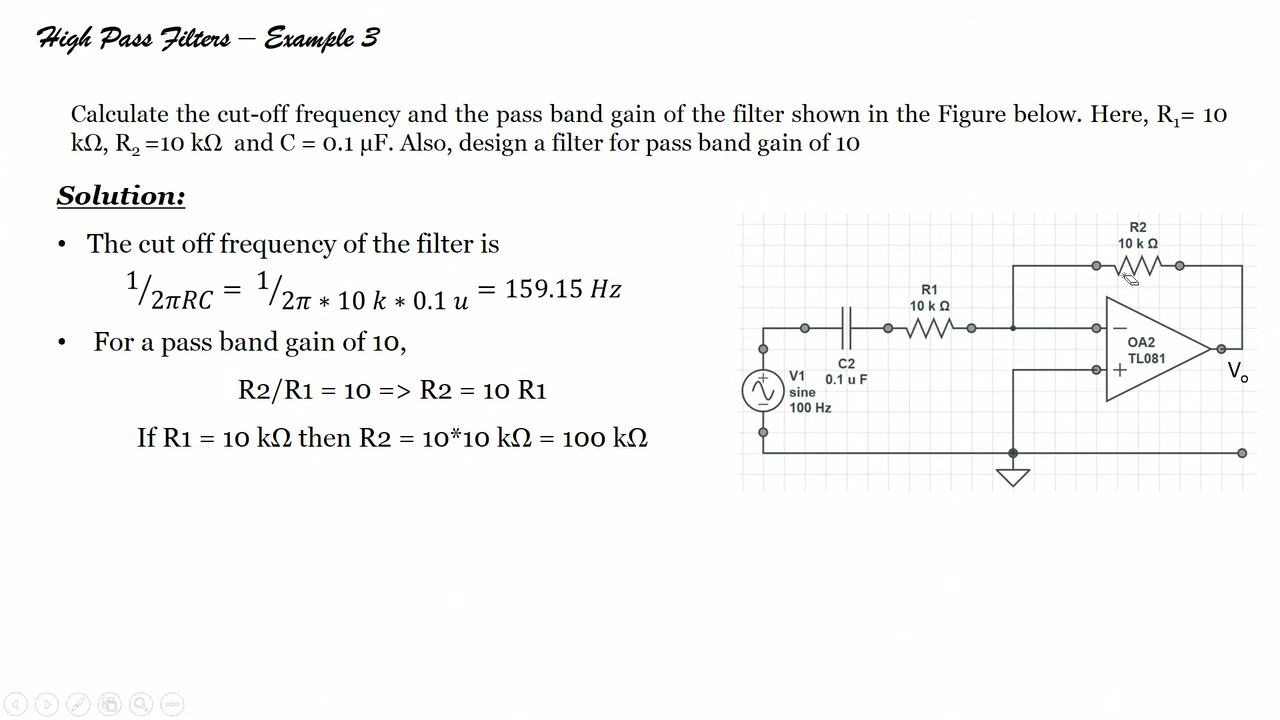 High Pass Filters – Example 3
Calculate the cut-off frequency and the pass band gain of the filter shown in the Figure below. Here, R₁= 10
kΩ, R₂ =10 kΩ and C = 0.1 µF. Also, design a filter for pass band gain of 10
Solution:
• The cut off frequency of the filter is
1/2πRC = 1/2π ∗ 10 k ∗ 0.1 u = 159.15 Hz
• For a pass band gain of 10,
R2/R1 = 10 => R2 = 10 R1
If R1 = 10 kΩ then R2 = 10*10 kΩ = 100 kΩ
R2
10 k Ω
R1
10 k Ω
C2
0.1 u F
V1
sine
100 Hz
OA2
TL081
Vₒ